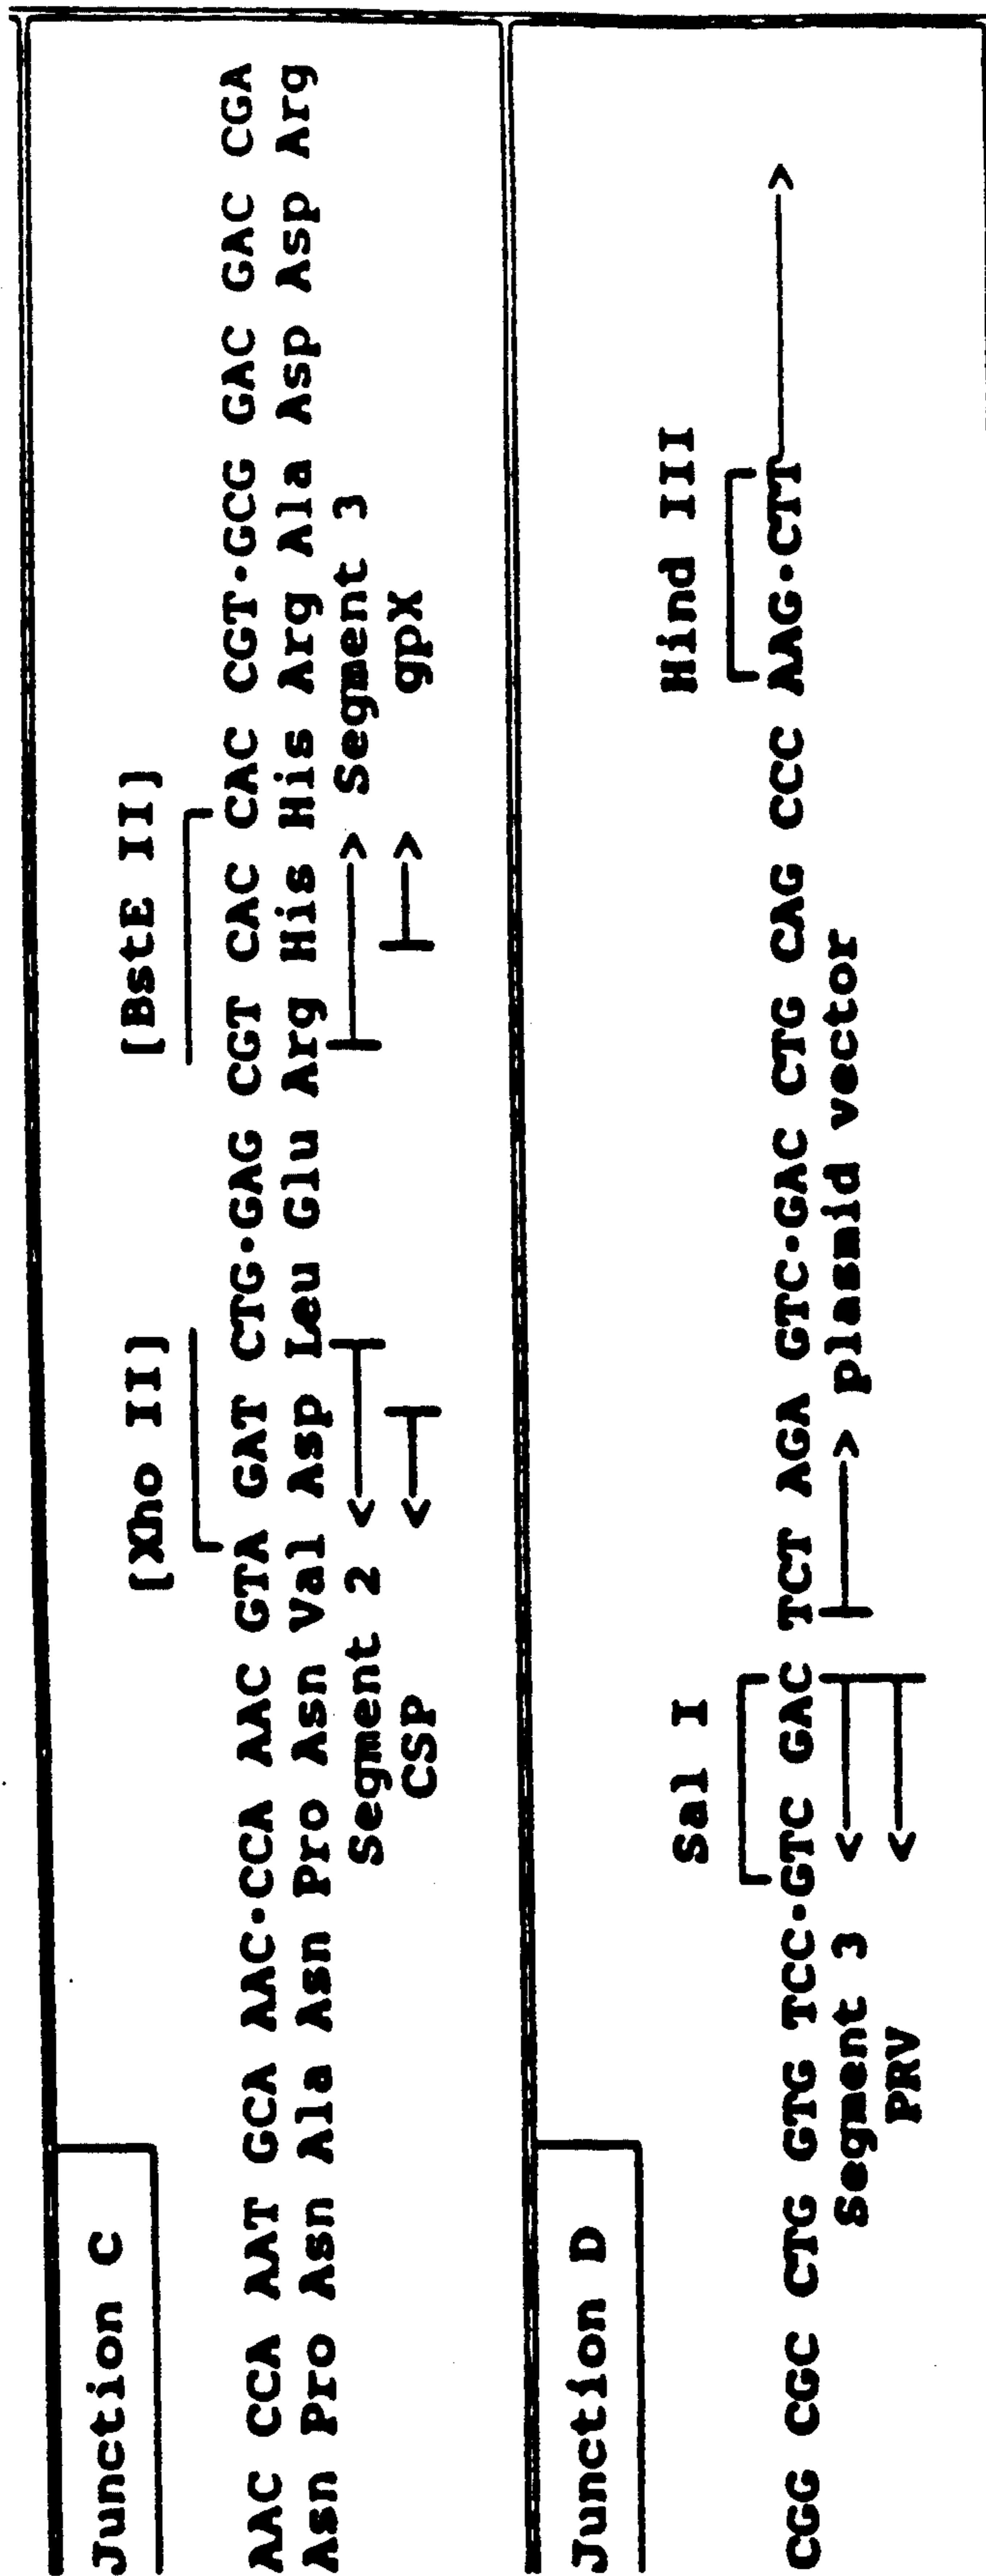 Junction C
[Xho II] [BstE II]
AAC CCA AAT GCA AAC·CCA AAC GTA GAT CTG·GAG CGT CAC CAC CGT·GCG GAC GAC CGA
Asn Pro Asn Ala Asn Pro Asn Val Asp Leu Glu Arg His His Arg Ala Asp Asp Arg
Segment 2 <——— ———> Segment 3
CSP <—— ——> gpX
Junction D
Sal I Hind III
CGG CGC CTG GTG TCC·GTC GAC TCT AGA GTC·GAC CTG CAG CCC AAG·CTT———>
Segment 3 <——— ———> plasmid vector
PRV <———